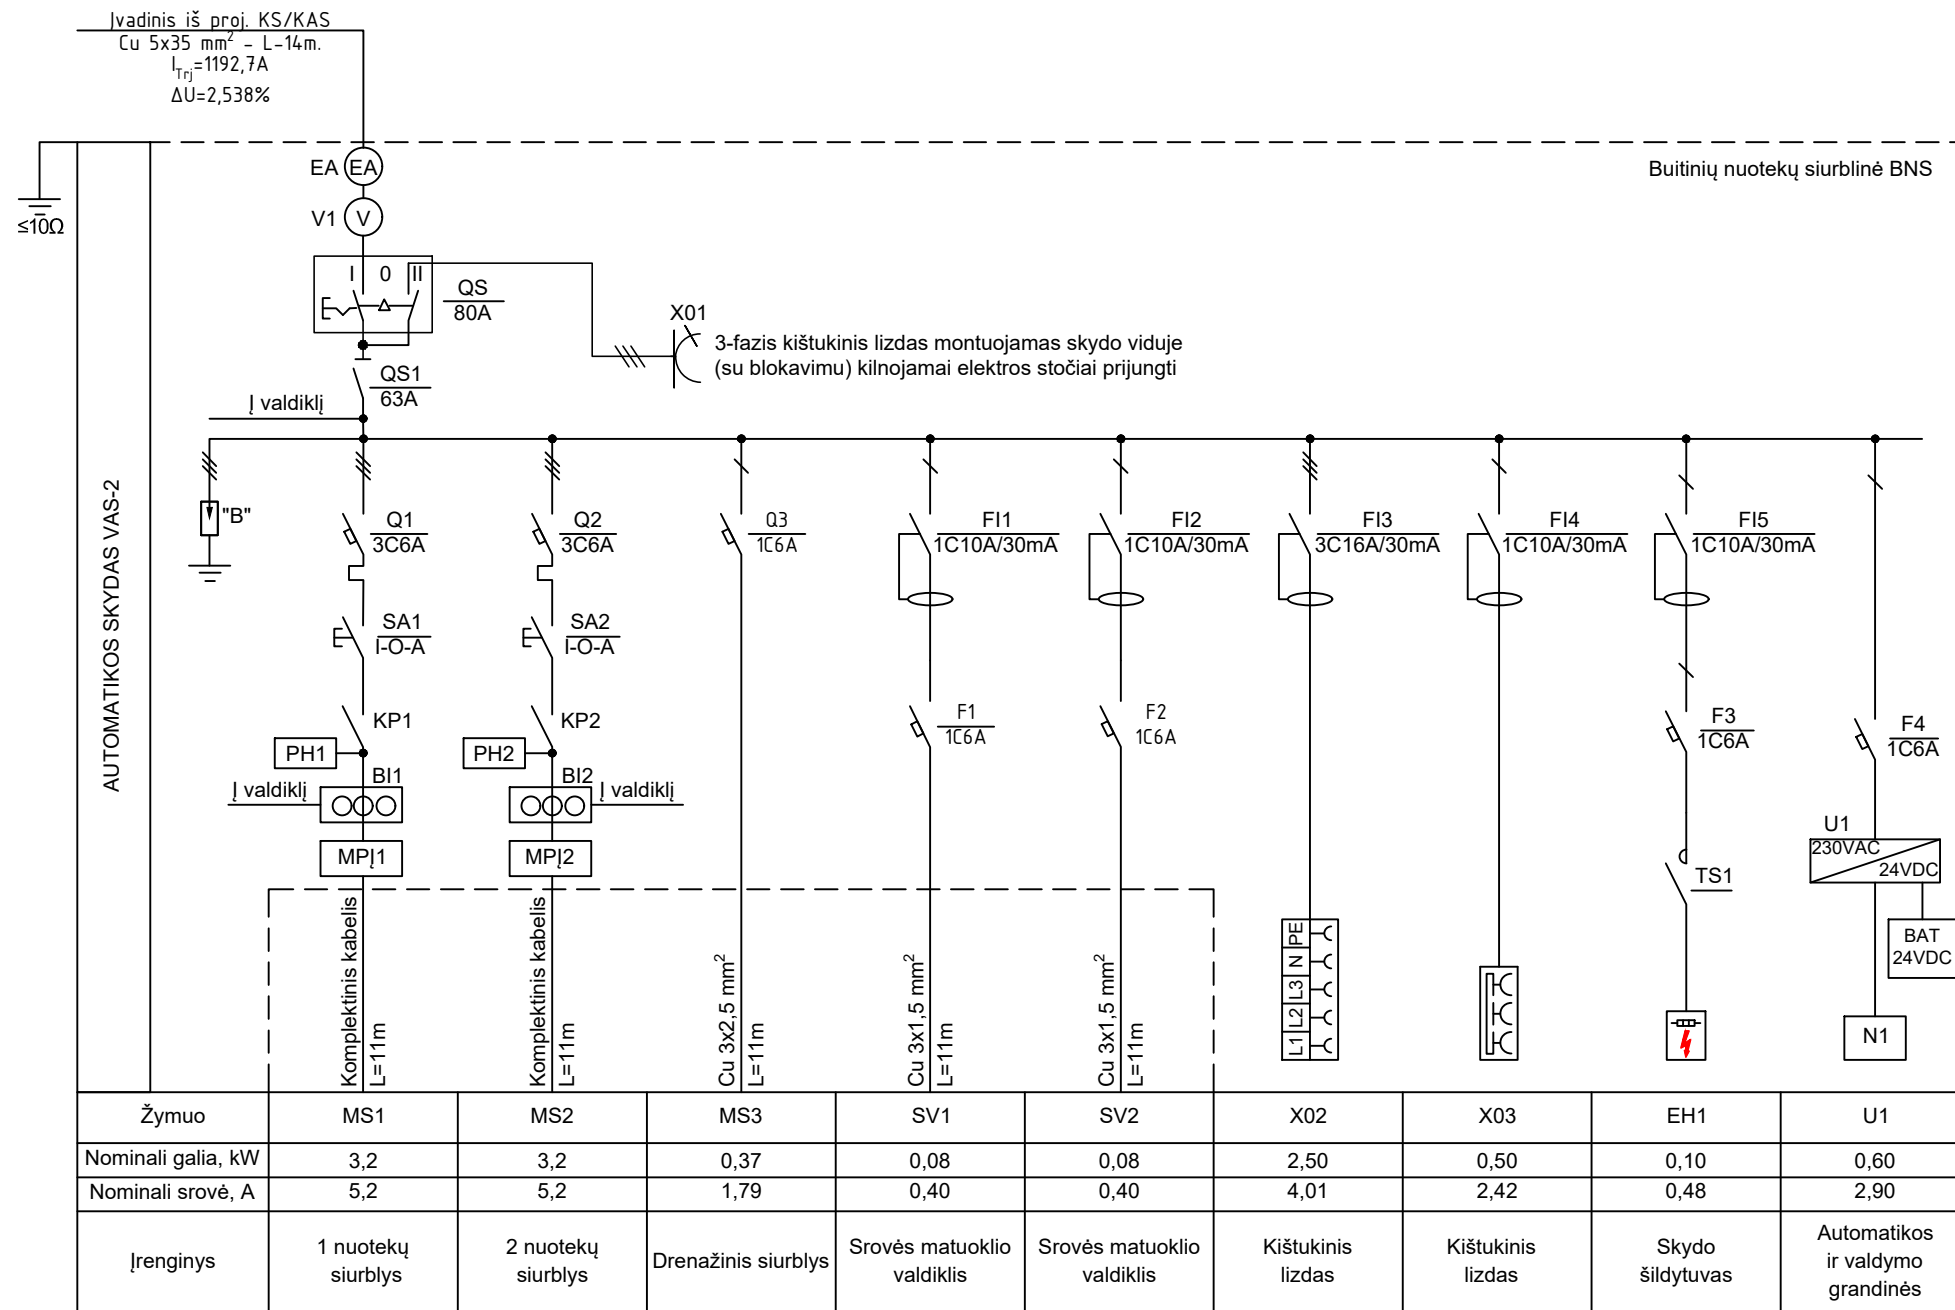 Įvadinis iš proj. KS/KAS
Cu 5x35 mm² - L-14m.
I_Trj=1192,7A
ΔU=2,538%
≤10Ω
Buitinių nuotekų siurblinė BNS
EA
EA
V1
V
I 0 II
QS
80A
X01
3-fazis kištukinis lizdas montuojamas skydo viduje
(su blokavimu) kilnojamai elektros stočiai prijungti
QS1
63A
Į valdiklį
AUTOMATIKOS SKYDAS VAS-2
"B"
Q1
3C6A
Q2
3C6A
Q3
1C6A
FI1
1C10A/30mA
FI2
1C10A/30mA
FI3
3C16A/30mA
FI4
1C10A/30mA
FI5
1C10A/30mA
SA1
I-O-A
SA2
I-O-A
KP1
KP2
PH1
PH2
F1
1C6A
F2
1C6A
F3
1C6A
F4
1C6A
BI1
BI2
Į valdiklį
Į valdiklį
MPĮ1
MPĮ2
TS1
U1
230VAC
24VDC
BAT
24VDC
N1
Komplektinis kabelis
L=11m
Komplektinis kabelis
L=11m
Cu 3x2,5 mm²
L=11m
Cu 3x1,5 mm²
L=11m
Cu 3x1,5 mm²
L=11m
L1 L2 L3 N PE
Žymuo MS1 MS2 MS3 SV1 SV2 X02 X03 EH1 U1
Nominali galia, kW 3,2 3,2 0,37 0,08 0,08 2,50 0,50 0,10 0,60
Nominali srovė, A 5,2 5,2 1,79 0,40 0,40 4,01 2,42 0,48 2,90
Įrenginys
1 nuotekų
siurblys
2 nuotekų
siurblys
Drenažinis siurblys
Srovės matuoklio
valdiklis
Srovės matuoklio
valdiklis
Kištukinis
lizdas
Kištukinis
lizdas
Skydo
šildytuvas
Automatikos
ir valdymo
grandinės